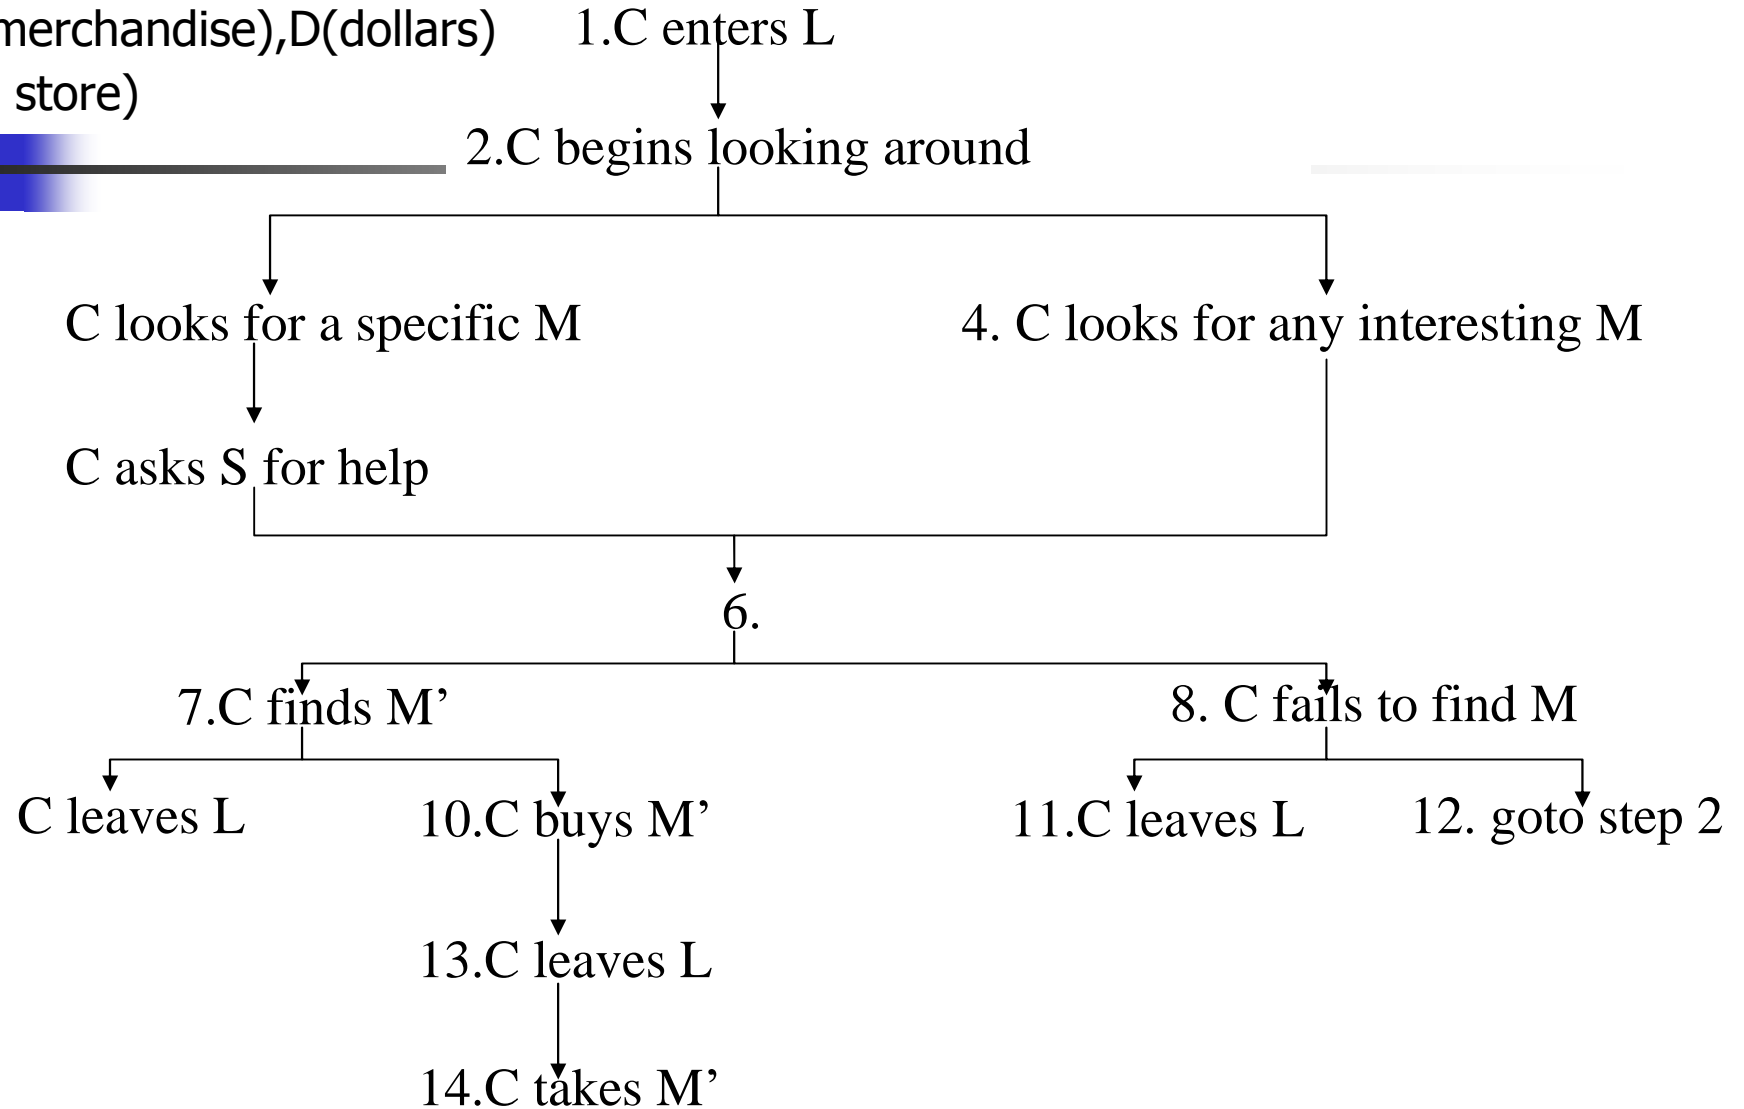 merchandise),D(dollars)
store)
1.C enters L
2.C begins looking around
C looks for a specific M
4. C looks for any interesting M
C asks S for help
6.
7.C finds M’
8. C fails to find M
C leaves L
10.C buys M’
11.C leaves L
12. goto step 2
13.C leaves L
14.C takes M’